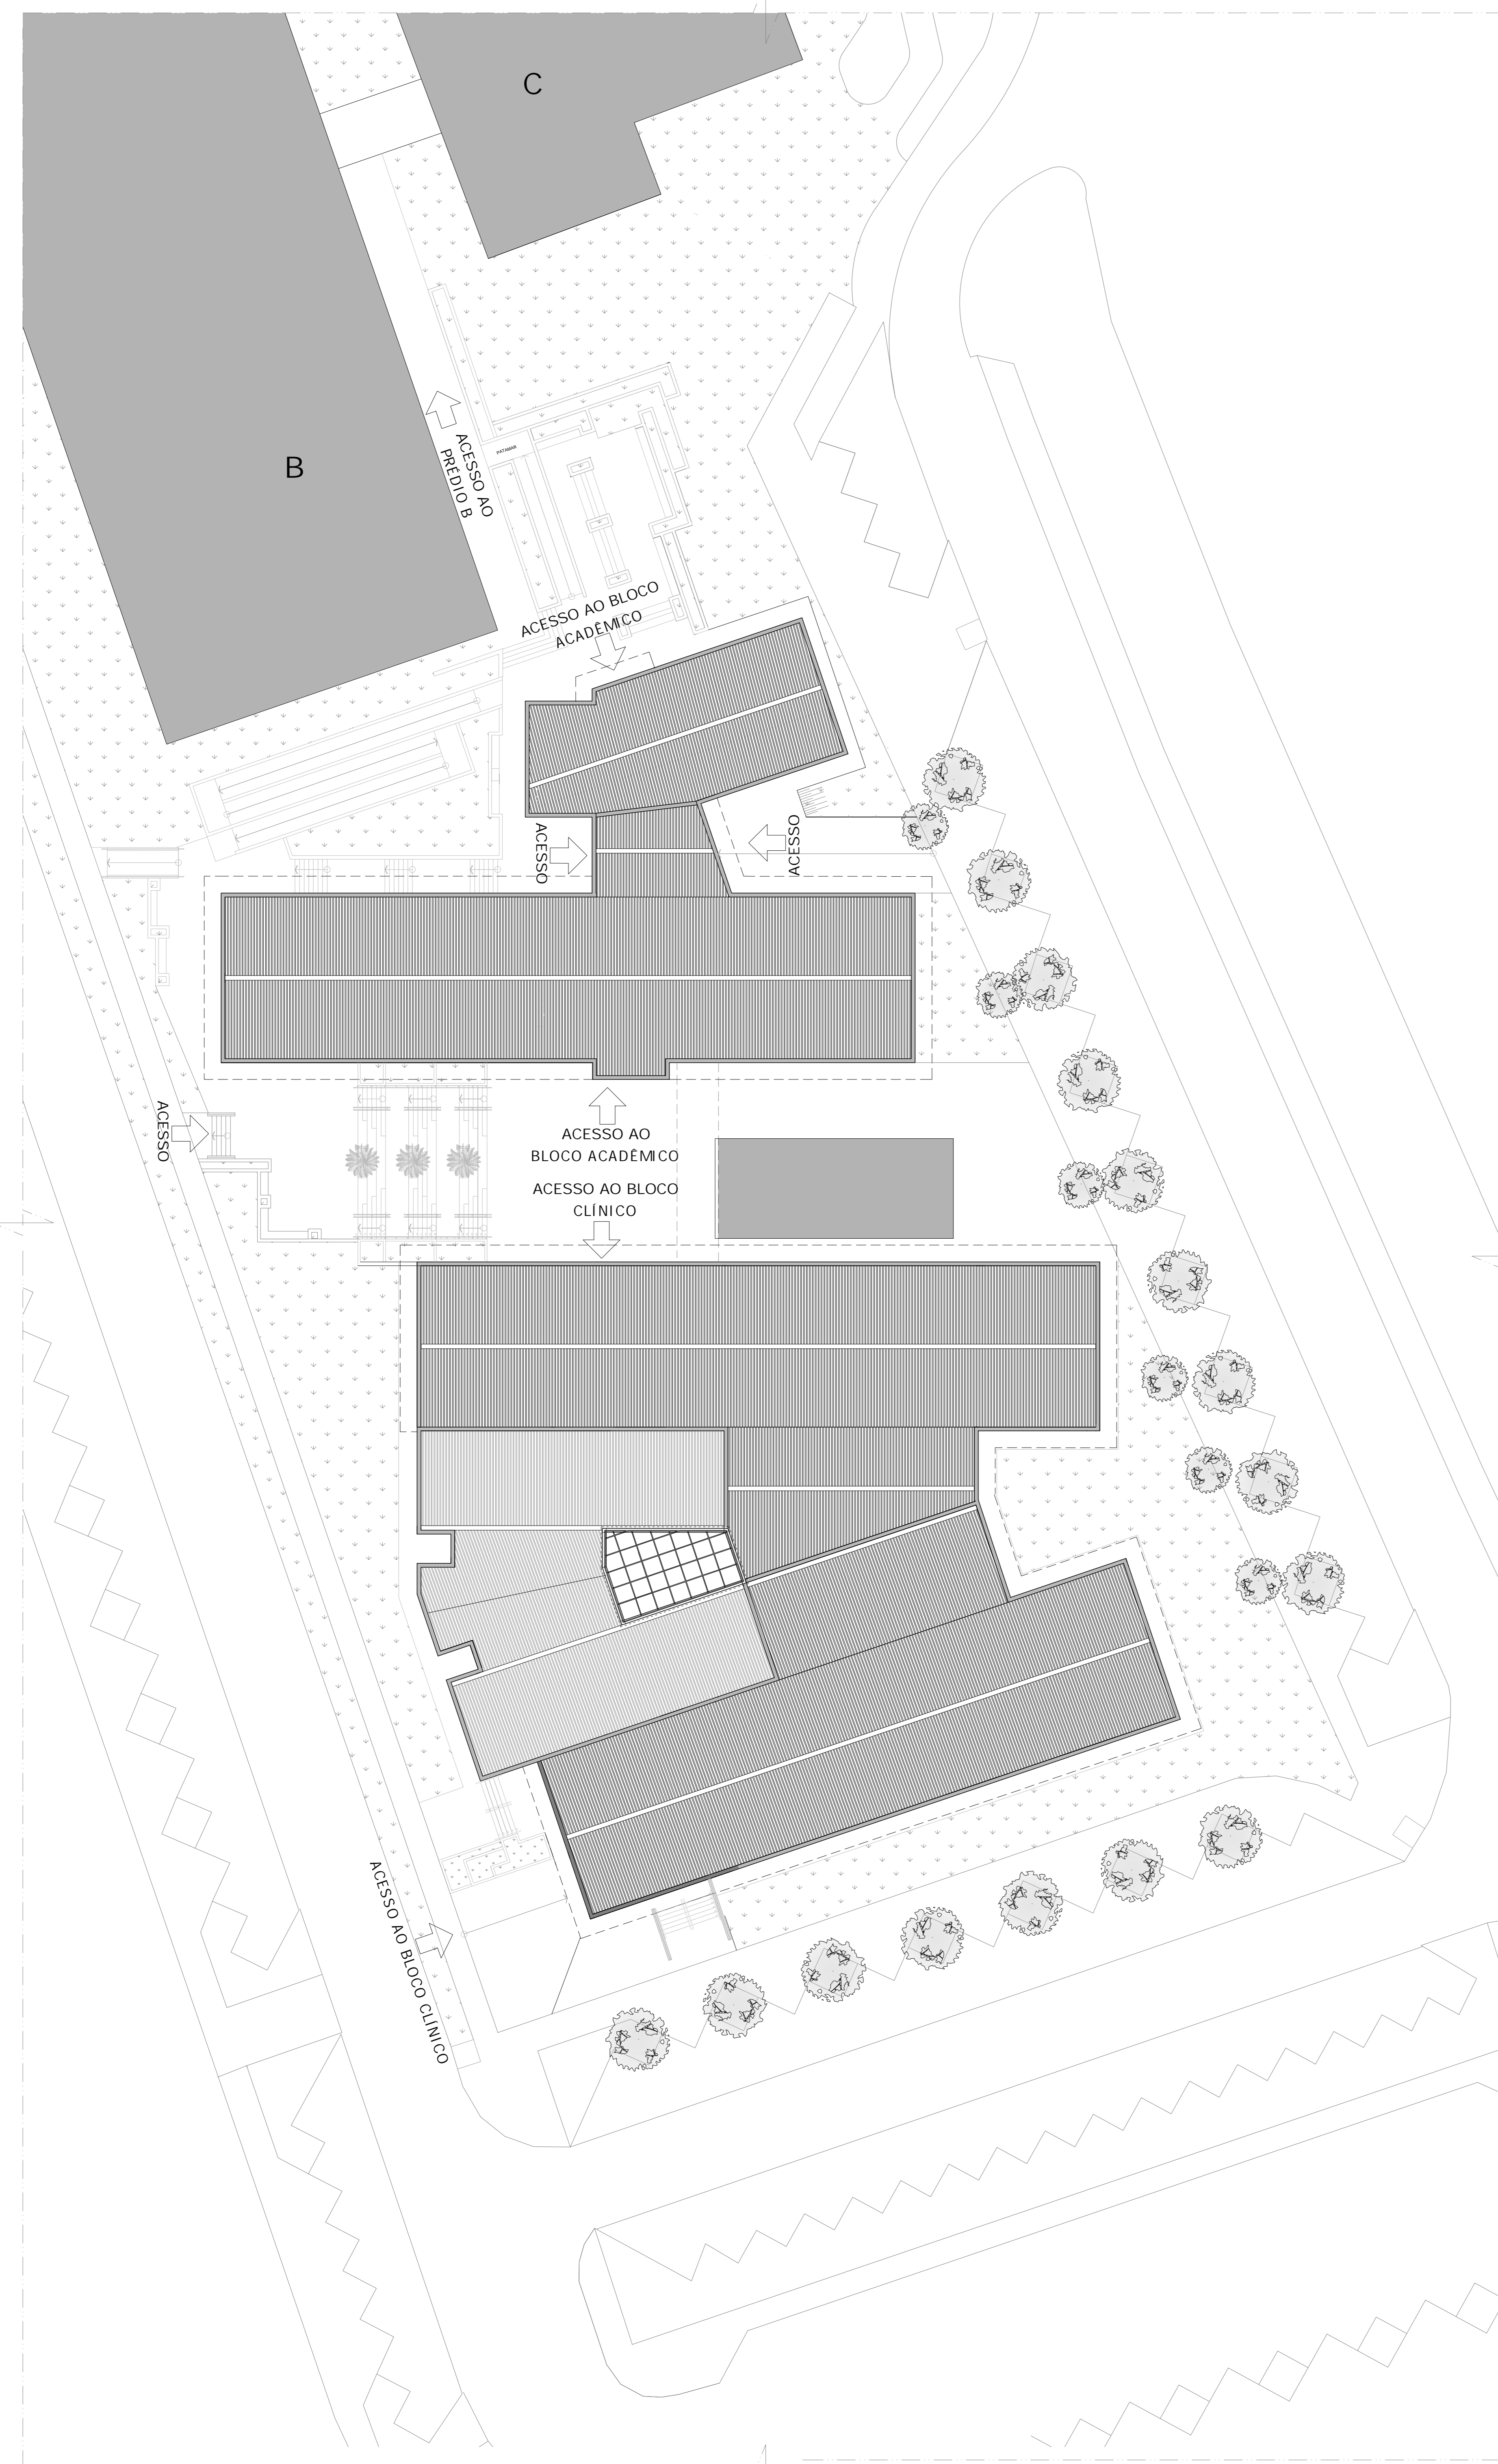 C
B
ACESSO AO
PRÉDIO B
PATAMAR
ACESSO AO BLOCO
ACADÊMICO
ACESSO
ACESSO
ACESSO
ACESSO AO
BLOCO ACADÊMICO
ACESSO AO BLOCO
CLÍNICO
ACESSO AO BLOCO CLÍNICO